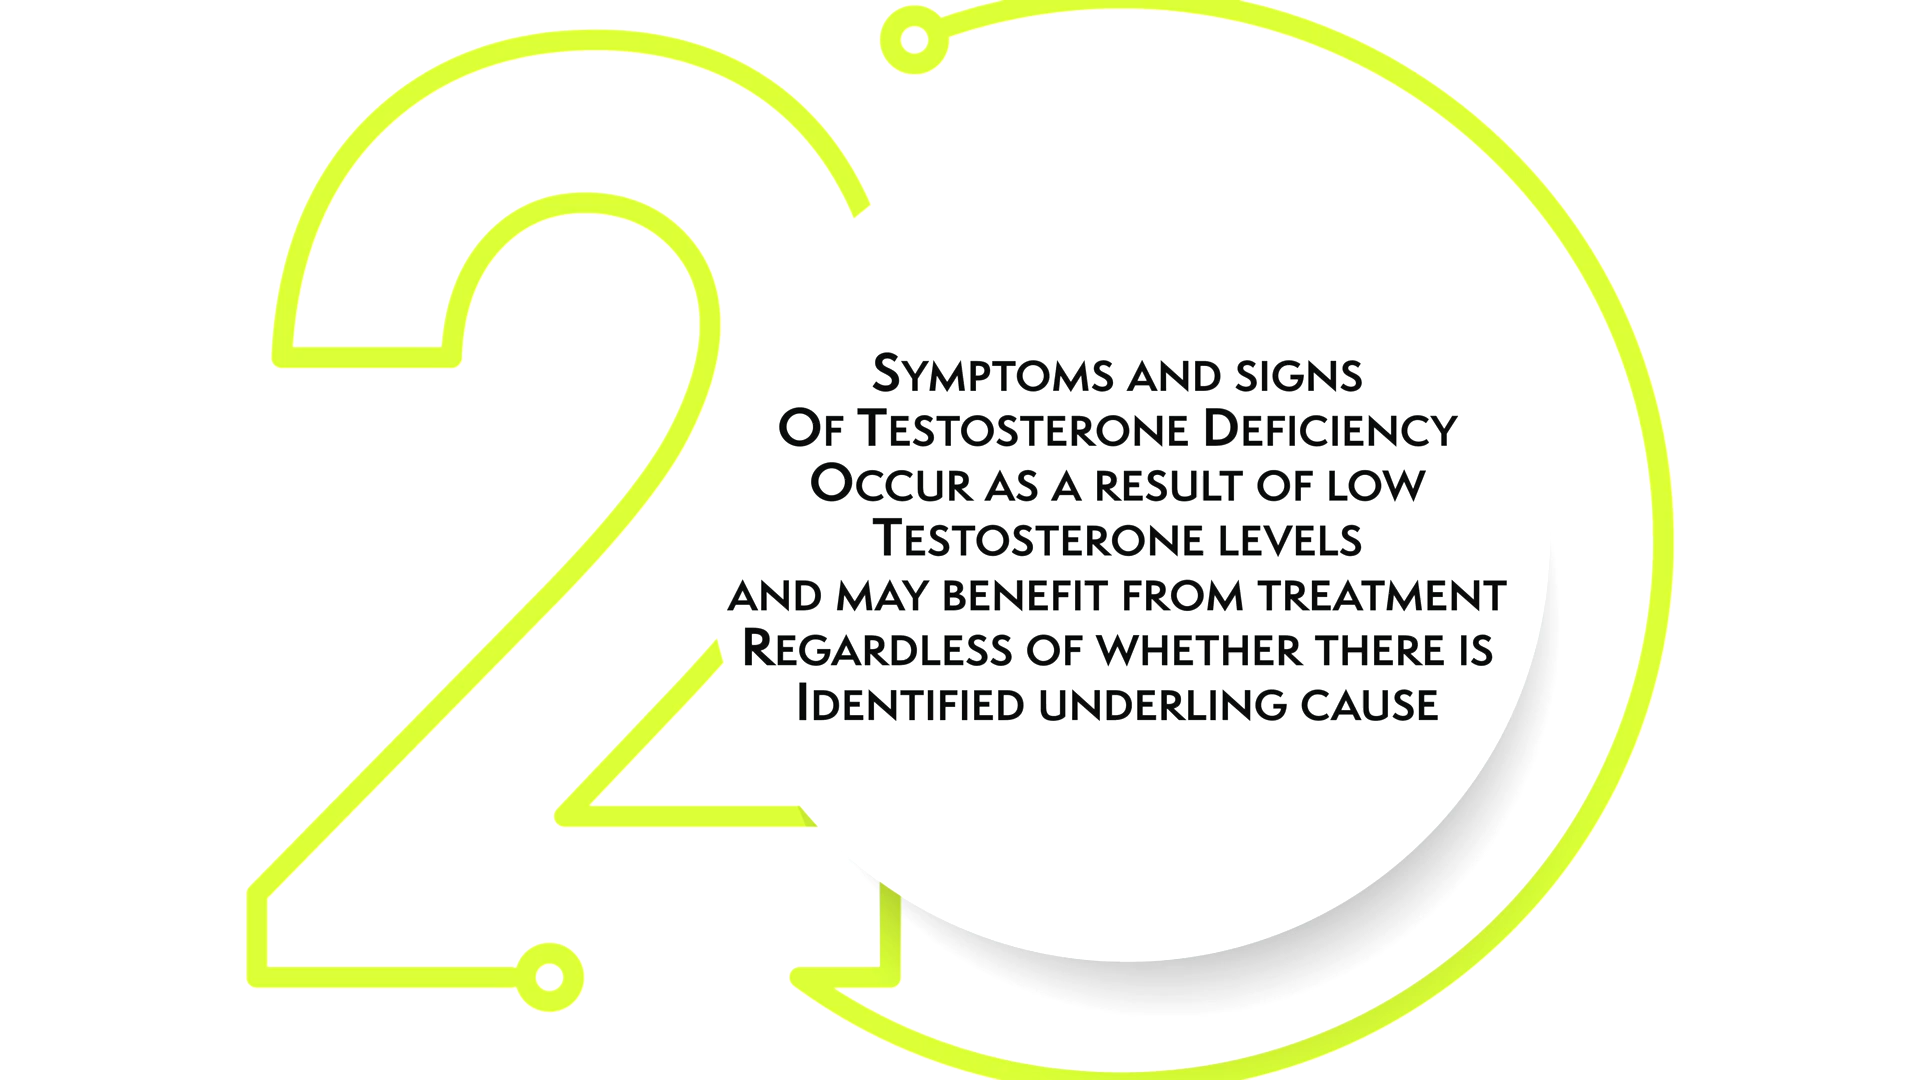 2
Symptoms and signs
Of Testosterone Deficiency
Occur as a result of low
Testosterone levels
and may benefit from treatment
Regardless of whether there is
Identified underling cause